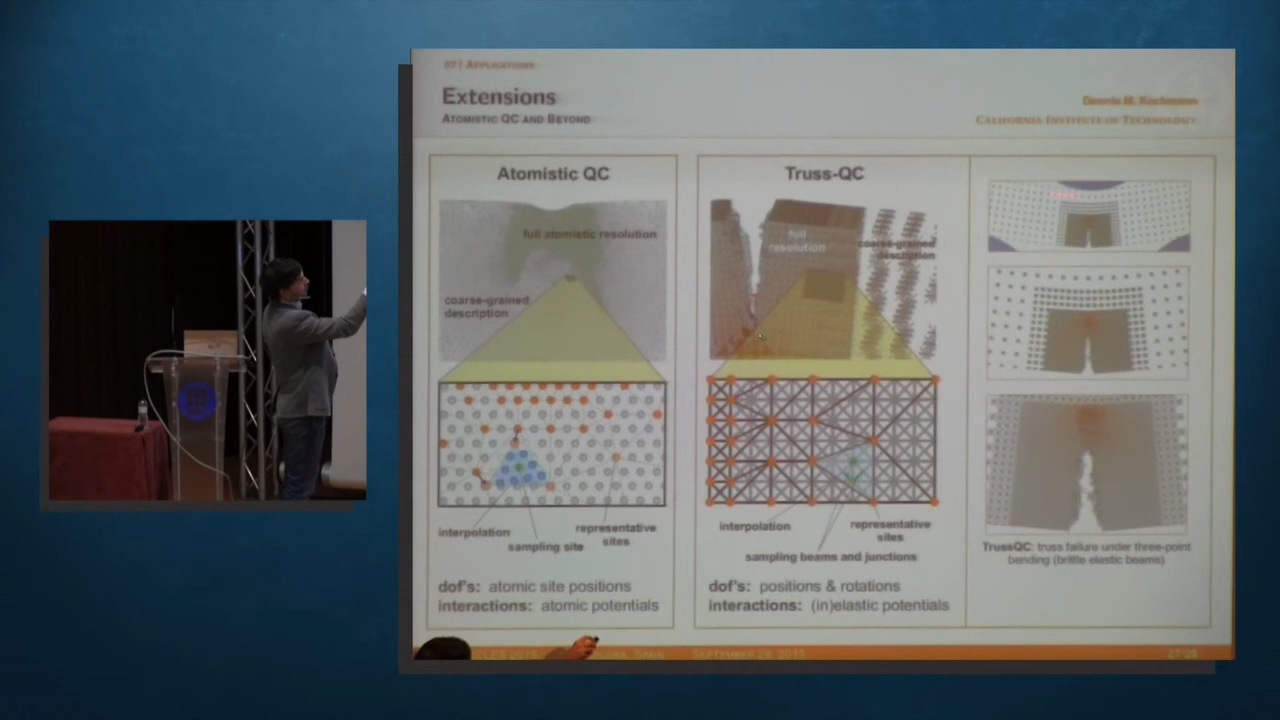 Extensions
ATOMISTIC QC AND BEYOND
Dennis M. Kochmann
CALIFORNIA INSTITUTE OF TECHNOLOGY
Atomistic QC
full atomistic resolution
coarse-grained
description
interpolation
sampling site
representative
sites
dof's: atomic site positions
interactions: atomic potentials
Truss-QC
full
resolution
coarse-grained
description
interpolation
representative
sites
sampling beams and junctions
dof's: positions & rotations
interactions: (in)elastic potentials
TrussQC: truss failure under three-point
bending (brittle elastic beams)
SPAIN
SEPTEMBER 2015